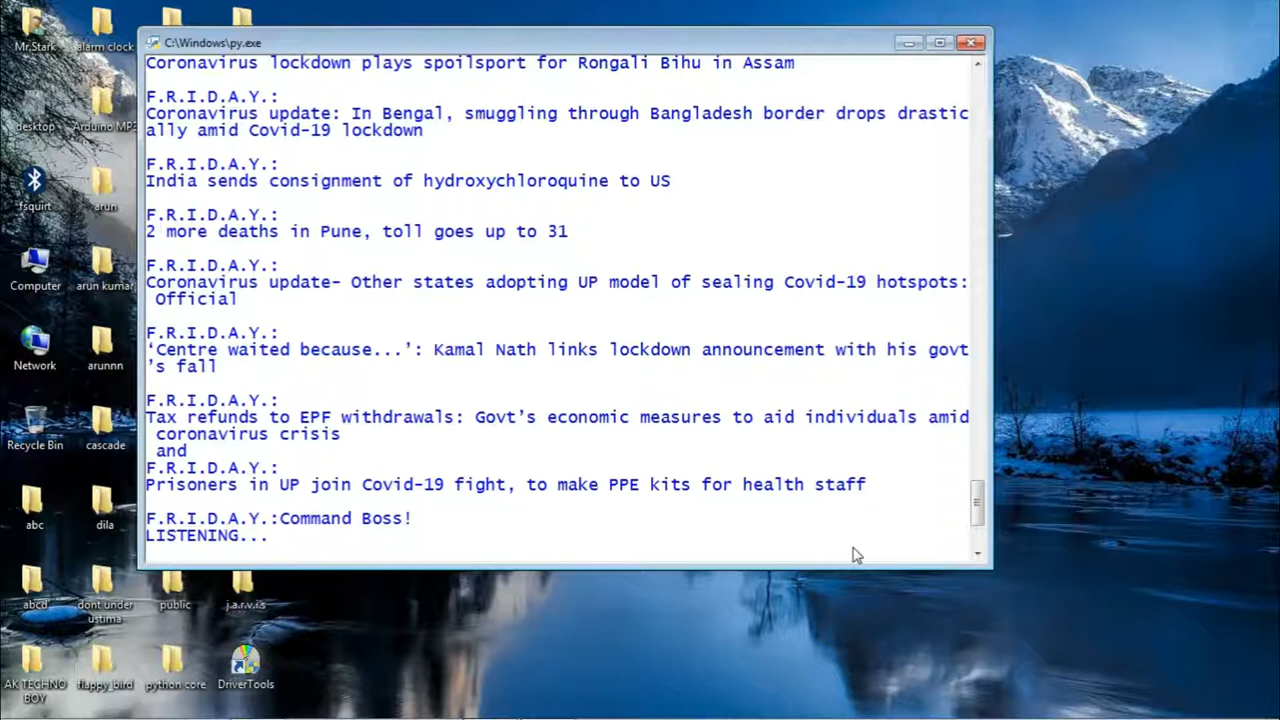 C:\Windows\py.exe
Coronavirus lockdown plays spoilsport for Rongali Bihu in Assam
F.R.I.D.A.Y.:
Coronavirus update: In Bengal, smuggling through Bangladesh border drops drastic
ally amid Covid-19 lockdown
F.R.I.D.A.Y.:
India sends consignment of hydroxychloroquine to US
F.R.I.D.A.Y.:
2 more deaths in Pune, toll goes up to 31
F.R.I.D.A.Y.:
Coronavirus update- Other states adopting UP model of sealing Covid-19 hotspots:
Official
F.R.I.D.A.Y.:
‘Centre waited because...’: Kamal Nath links lockdown announcement with his govt
’s fall
F.R.I.D.A.Y.:
Tax refunds to EPF withdrawals: Govt’s economic measures to aid individuals amid
coronavirus crisis
and
F.R.I.D.A.Y.:
Prisoners in UP join Covid-19 fight, to make PPE kits for health staff
F.R.I.D.A.Y.:Command Boss!
LISTENING...
Mr.Stark
alarm clock
desktop
Arduino MP3
fsquirt
arun
Computer
arun kumar
Network
arunnn
Recycle Bin
cascade
abc
dila
abcd
dont under
ustima
public
j.a.r.v.i.s
AK TECHNO
BOY
flappy_bird
python core
DriverTools